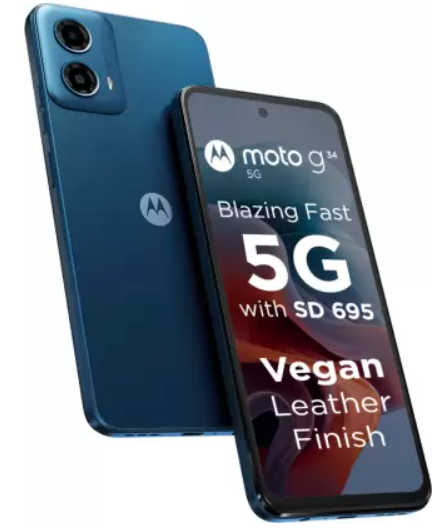 moto g34
5G
Blazing Fast
5G
with SD 695
Vegan
Leather
Finish